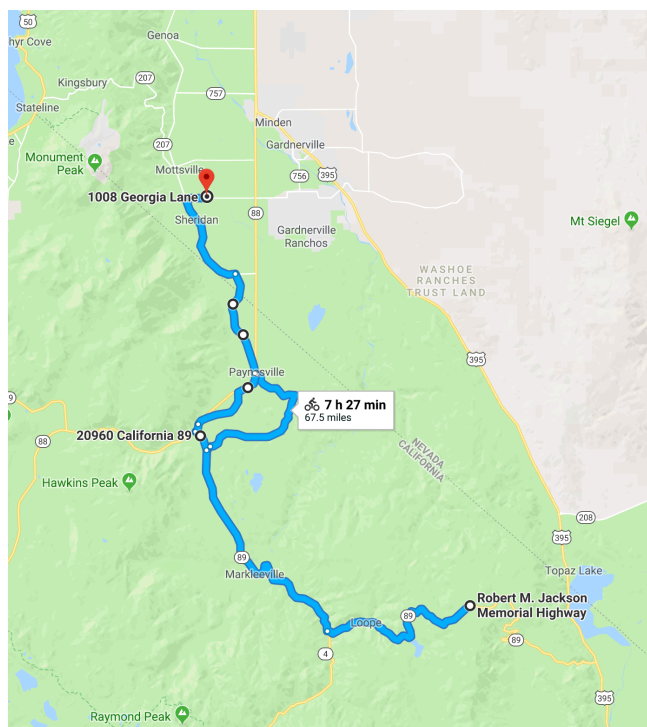 50
Genoa
hyr Cove
Kingsbury
207
757
Stateline
Minden
Gardnerville
207
Monument
Peak
Mottsville
756
395
1008 Georgia Lane
88
Sheridan
Gardnerville
Ranchos
Mt Siegel
WASHOE
RANCHES
TRUST LAND
395
Paynesville
7 h 27 min
67.5 miles
9
88
20960 California 89
NEVADA
CALIFORNIA
Hawkins Peak
208
395
89
Markleeville
Topaz Lake
Robert M. Jackson
Memorial Highway
89
Loope
89
4
395
Raymond Peak